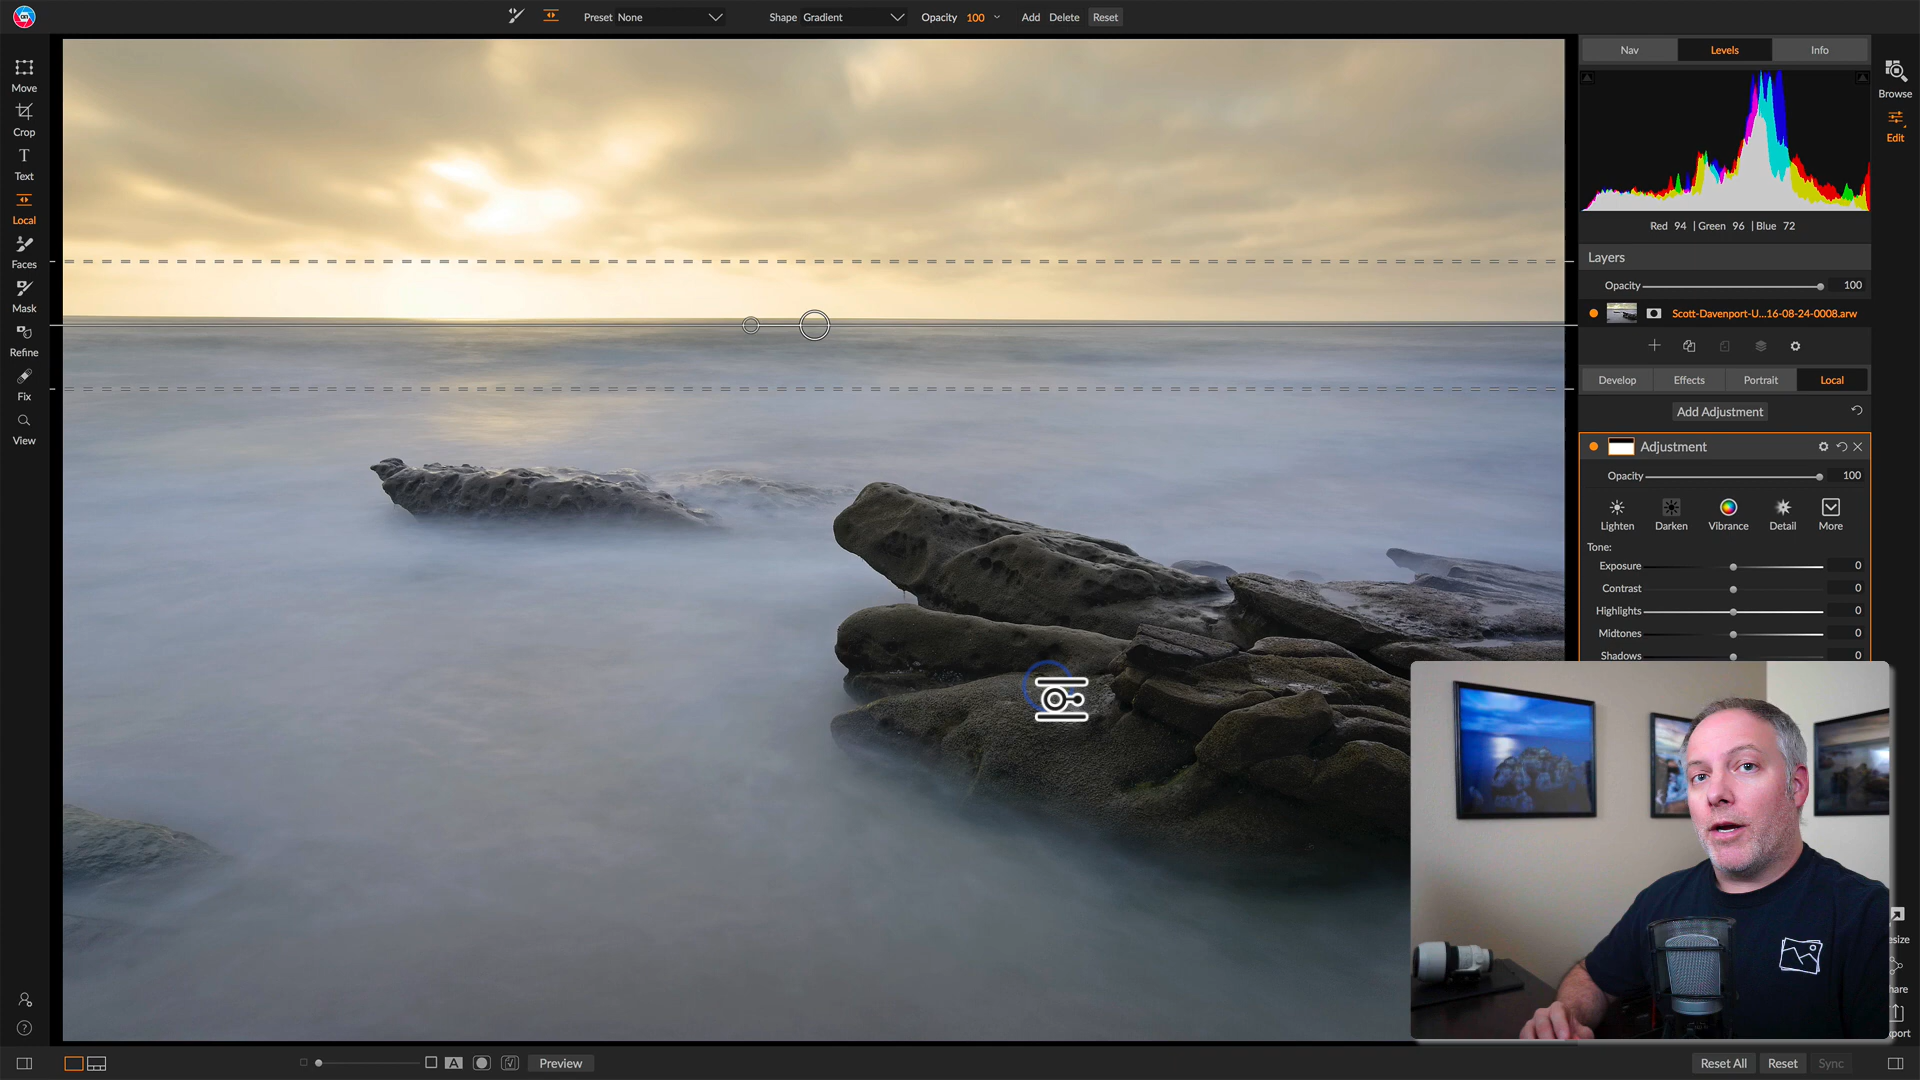 Preset None
Shape Gradient
Opacity 100
Add Delete Reset
Move
Crop
Text
Local
Faces
Mask
Refine
Fix
View
Nav Levels Info
Red 94 | Green 96 | Blue 72
Layers
Opacity 100
Scott-Davenport-U...16-08-24-0008.arw
Develop Effects Portrait Local
Add Adjustment
Adjustment
Opacity 100
Lighten Darken Vibrance Detail More
Tone:
Exposure 0
Contrast 0
Highlights 0
Midtones 0
Shadows 0
Browse
Edit
esize
hare
port
A
Preview
Reset All Reset Sync